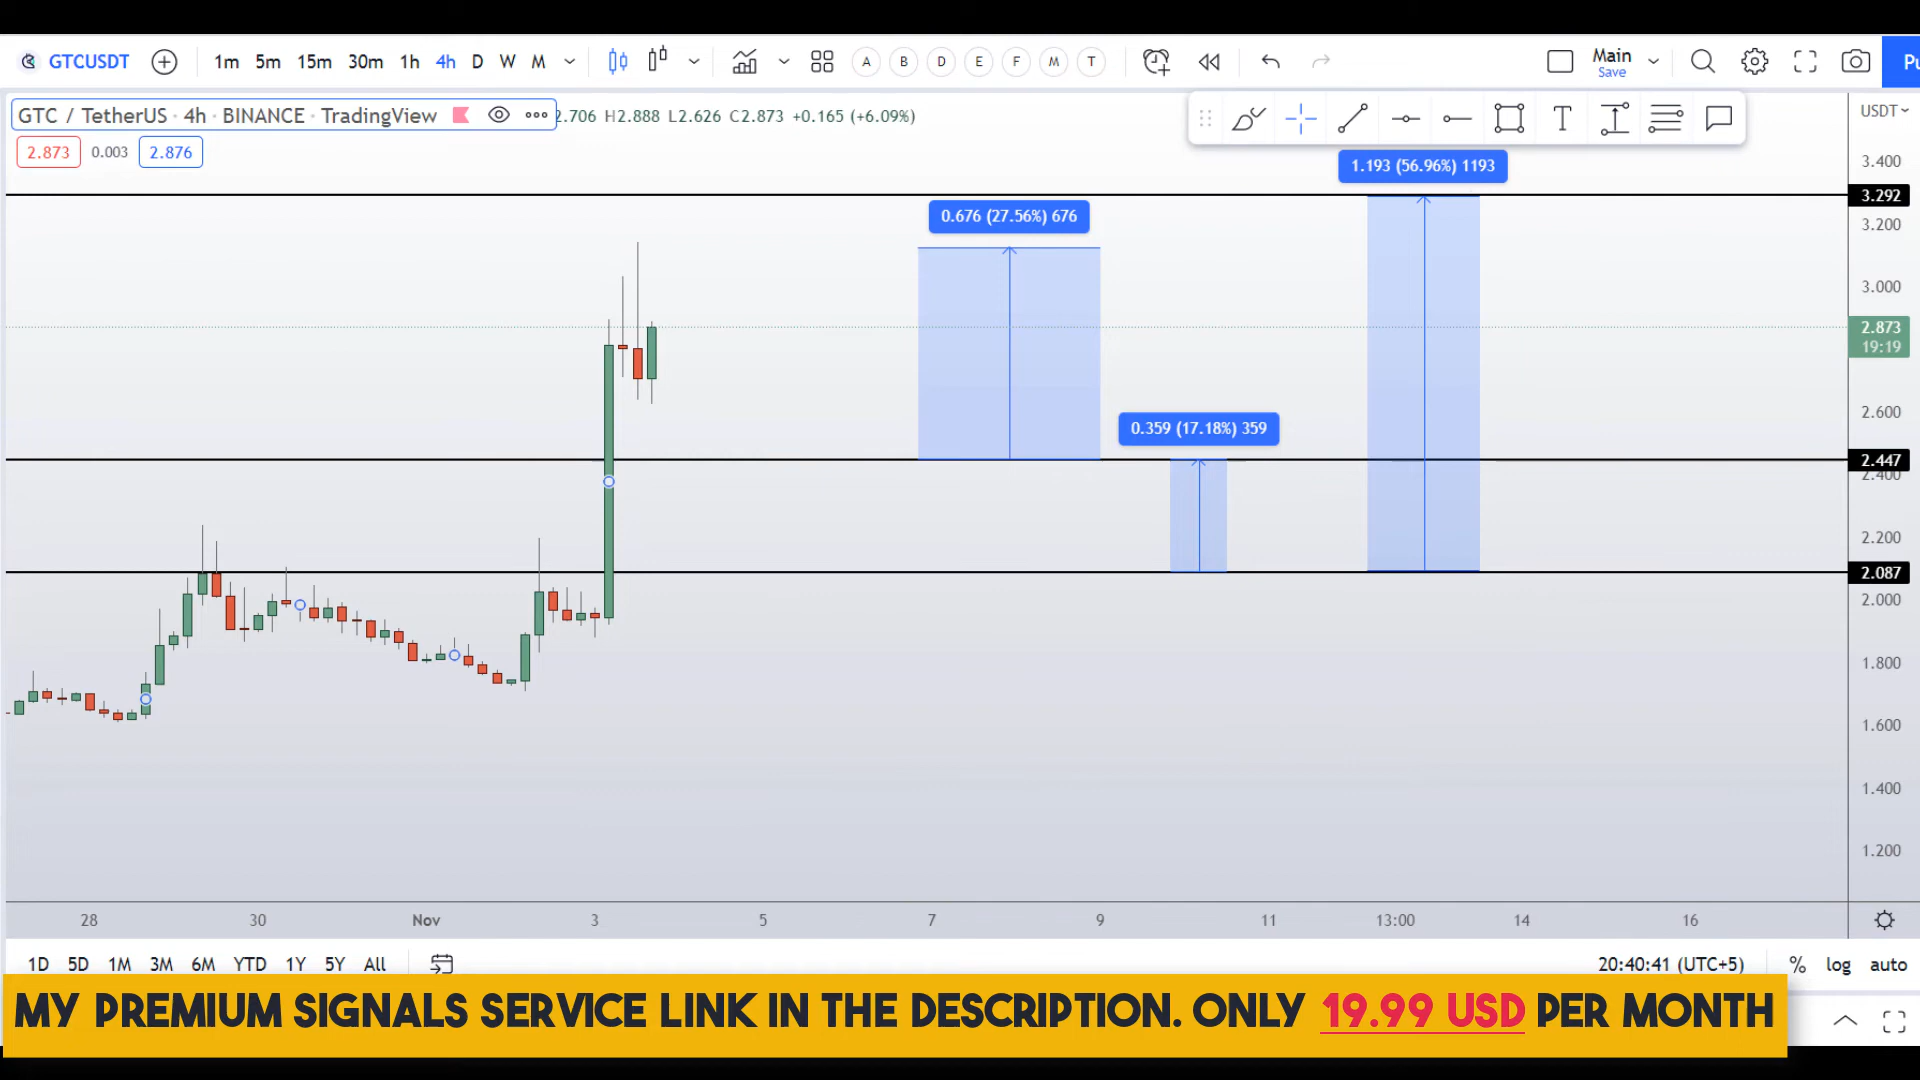 GTCUSDT 1m 5m 15m 30m 1h 4h D W M A B D E F M T Main Save
GTC / TetherUS · 4h · BINANCE · TradingView 2.706 H2.888 L2.626 C2.873 +0.165 (+6.09%) T USDT
2.873 0.003 2.876
1.193 (56.96%) 1193
3.400
3.292
0.676 (27.56%) 676
3.200
3.000
2.873
19:19
2.600
0.359 (17.18%) 359
2.447
2.400
2.200
2.087
2.000
1.800
1.600
1.400
1.200
28 30 Nov 3 5 7 9 11 13:00 14 16
1D 5D 1M 3M 6M YTD 1Y 5Y All 20:40:41 (UTC+5) % log auto
MY PREMIUM SIGNALS SERVICE LINK IN THE DESCRIPTION. ONLY 19.99 USD PER MONTH